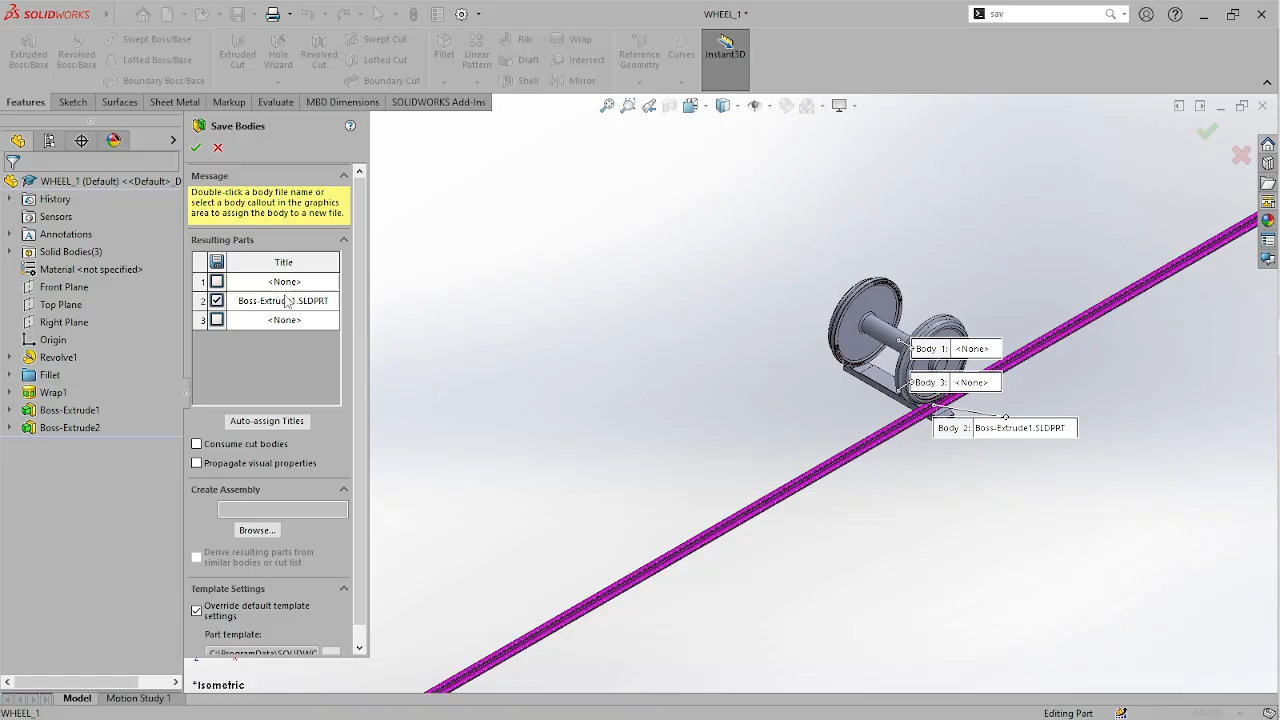 SOLIDWORKS
WHEEL_1 *
sav
Extruded Boss/Base
Revolved Boss/Base
Swept Boss/Base
Lofted Boss/Base
Boundary Boss/Base
Extruded Cut
Hole Wizard
Revolved Cut
Swept Cut
Lofted Cut
Boundary Cut
Fillet
Linear Pattern
Rib
Draft
Shell
Wrap
Intersect
Mirror
Reference Geometry
Curves
Instant3D
Features
Sketch
Surfaces
Sheet Metal
Markup
Evaluate
MBD Dimensions
SOLIDWORKS Add-Ins
WHEEL_1 (Default) <<Default>_D
History
Sensors
Annotations
Solid Bodies(3)
Material <not specified>
Front Plane
Top Plane
Right Plane
Origin
Revolve1
Fillet
Wrap1
Boss-Extrude1
Boss-Extrude2
Save Bodies
Message
Double-click a body file name or
select a body callout in the graphics
area to assign the body to a new file.
Resulting Parts
Title
1 <None>
2 Boss-Extrude1.SLDPRT
3 <None>
Auto-assign Titles
Consume cut bodies
Propagate visual properties
Create Assembly
Browse...
Derive resulting parts from
similar bodies or cut list
Template Settings
Override default template
settings
Part template:
C:\ProgramData\SOLIDWC
Body 1: <None>
Body 3: <None>
Body 2: Boss-Extrude1.SLDPRT
*Isometric
Model
Motion Study 1
WHEEL_1
Editing Part
MMGS